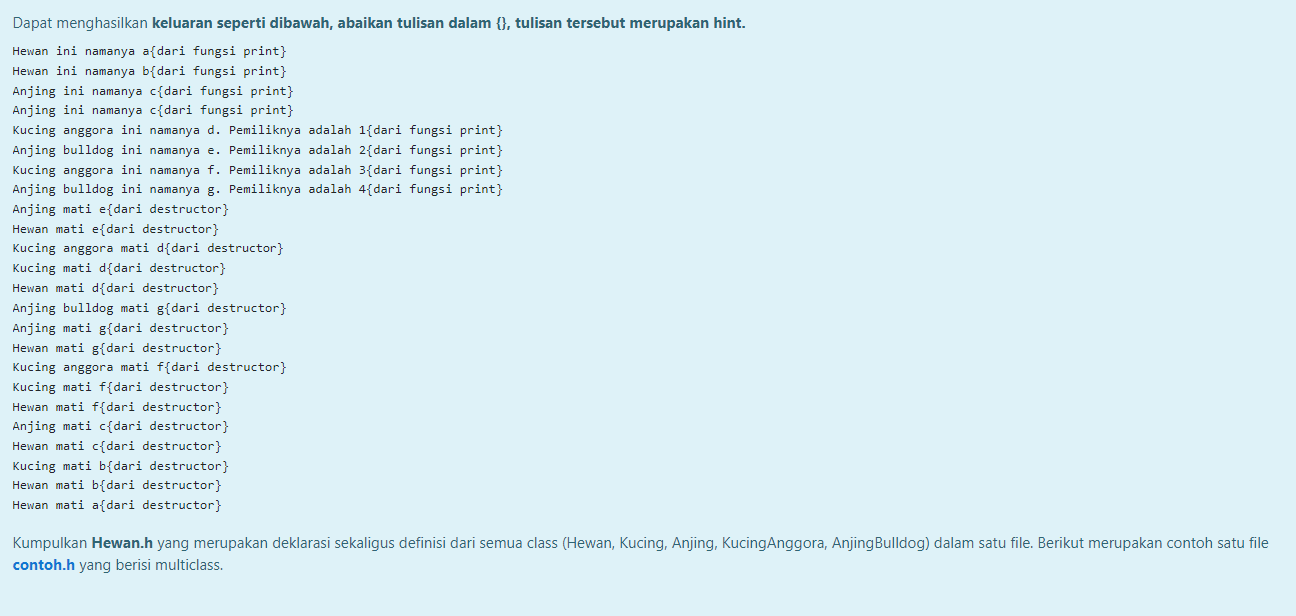 Dapat menghasilkan keluaran seperti dibawah, abaikan tulisan dalam {}, tulisan tersebut merupakan hint.
Hewan ini namanya a{dari fungsi print}
Hewan ini namanya b{dari fungsi print}
Anjing ini namanya c{dari fungsi print}
Anjing ini namanya c{dari fungsi print}
Kucing anggora ini namanya d. Pemiliknya adalah 1{dari fungsi print}
Anjing bulldog ini namanya e. Pemiliknya adalah 2{dari fungsi print}
Kucing anggora ini namanya f. Pemiliknya adalah 3{dari fungsi print}
Anjing bulldog ini namanya g. Pemiliknya adalah 4{dari fungsi print}
Anjing mati e{dari destructor}
Hewan mati e{dari destructor}
Kucing anggora mati d{dari destructor}
Kucing mati d{dari destructor}
Hewan mati d{dari destructor}
Anjing bulldog mati g{dari destructor}
Anjing mati g{dari destructor}
Hewan mati g{dari destructor}
Kucing anggora mati f{dari destructor}
Kucing mati f{dari destructor}
Hewan mati f{dari destructor}
Anjing mati c{dari destructor}
Hewan mati c{dari destructor}
Kucing mati b{dari destructor}
Hewan mati b{dari destructor}
Hewan mati a{dari destructor}
Kumpulkan Hewan.h yang merupakan deklarasi sekaligus definisi dari semua class (Hewan, Kucing, Anjing, KucingAnggora, AnjingBulldog) dalam satu file. Berikut merupakan contoh satu file
contoh.h yang berisi multiclass.